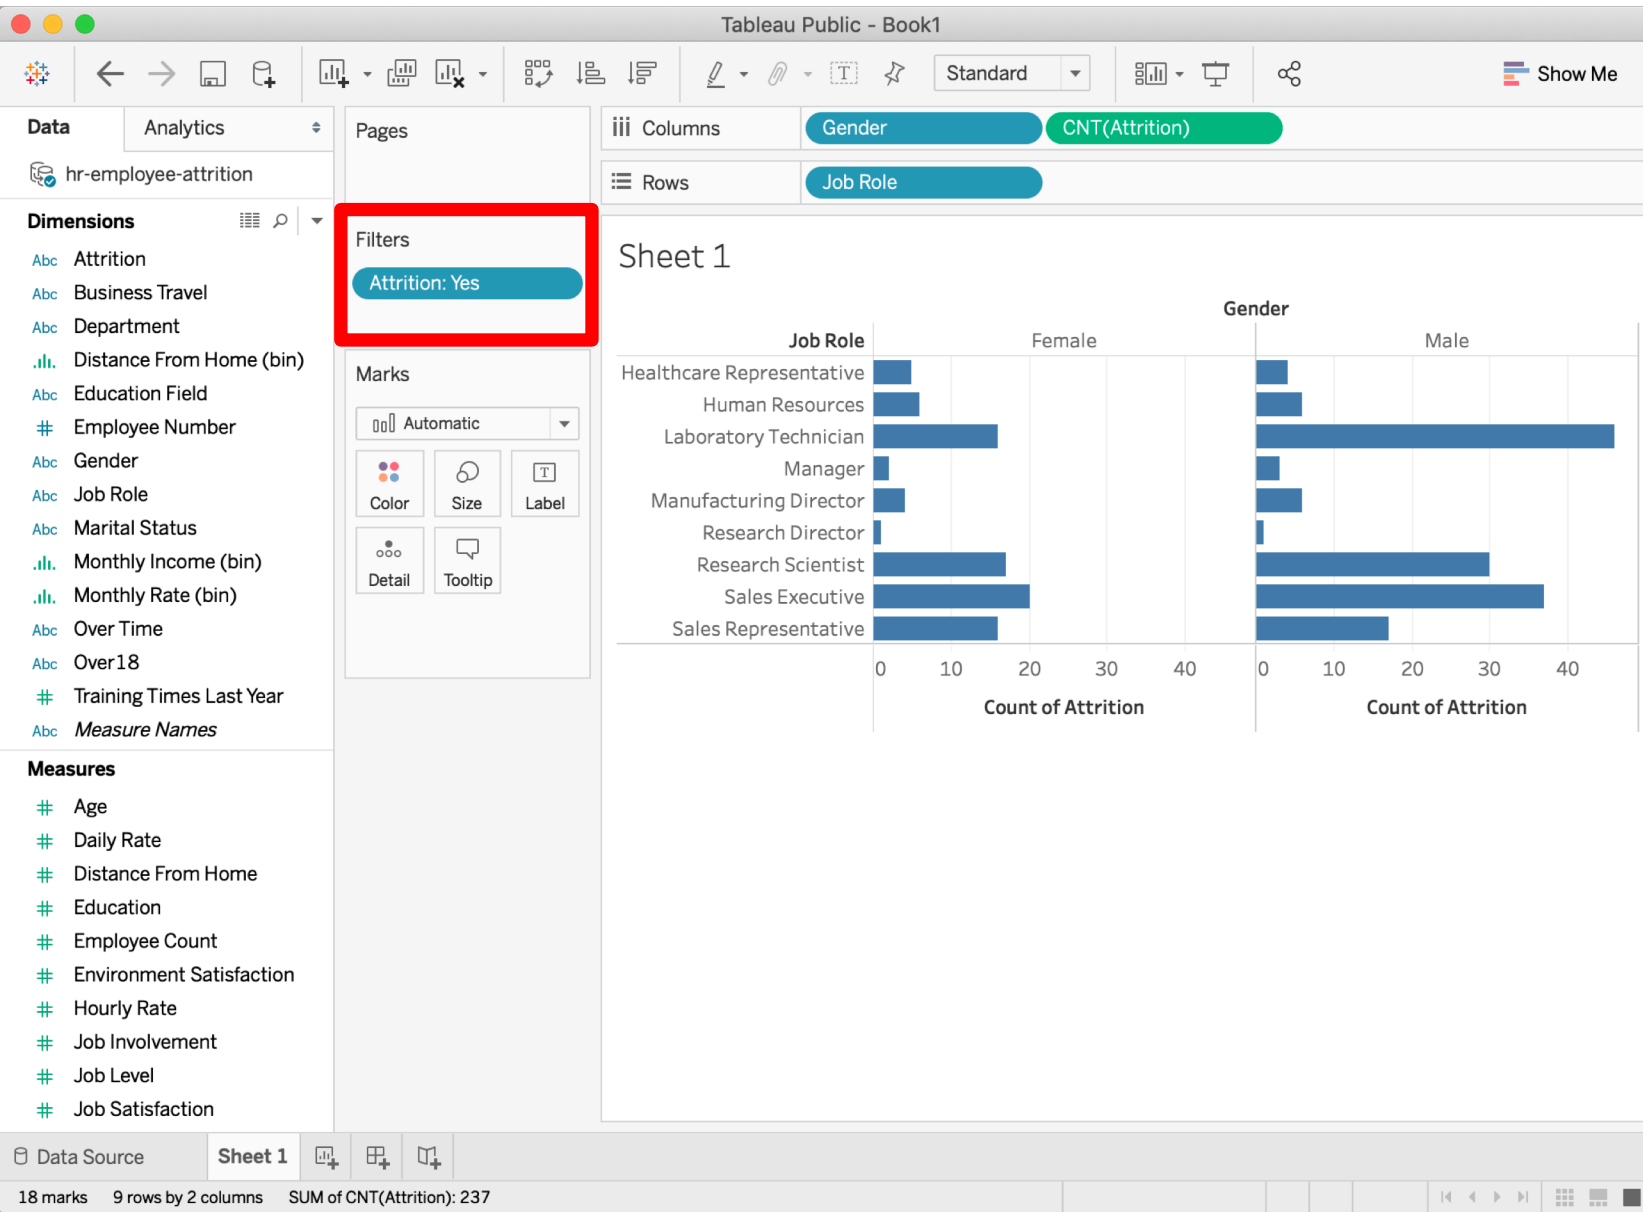 Tableau Public - Book1
Standard
Show Me
Data
Analytics
hr-employee-attrition
Dimensions
Abc Attrition
Abc Business Travel
Abc Department
Distance From Home (bin)
Abc Education Field
# Employee Number
Abc Gender
Abc Job Role
Abc Marital Status
Monthly Income (bin)
Monthly Rate (bin)
Abc Over Time
Abc Over18
# Training Times Last Year
Abc Measure Names
Measures
# Age
# Daily Rate
# Distance From Home
# Education
# Employee Count
# Environment Satisfaction
# Hourly Rate
# Job Involvement
# Job Level
# Job Satisfaction
Pages
Filters
Attrition: Yes
Marks
Automatic
Color
Size
T
Label
Detail
Tooltip
Columns
Gender
CNT(Attrition)
Rows
Job Role
Sheet 1
Gender
Job Role
Female
Male
Healthcare Representative
Human Resources
Laboratory Technician
Manager
Manufacturing Director
Research Director
Research Scientist
Sales Executive
Sales Representative
0 10 20 30 40
0 10 20 30 40
Count of Attrition
Count of Attrition
Data Source
Sheet 1
18 marks 9 rows by 2 columns SUM of CNT(Attrition): 237